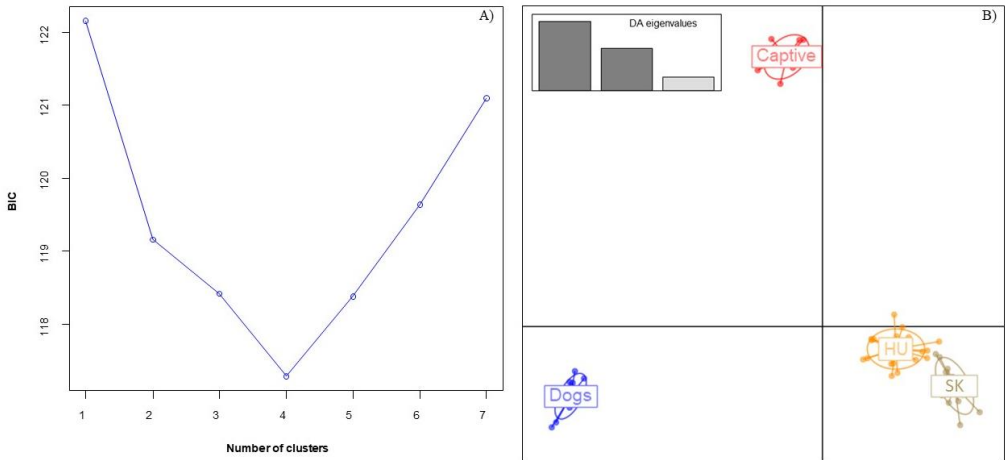 A)
BIC
122
121
120
119
118
1 2 3 4 5 6 7
Number of clusters
B)
DA eigenvalues
Captive
HU
SK
Dogs